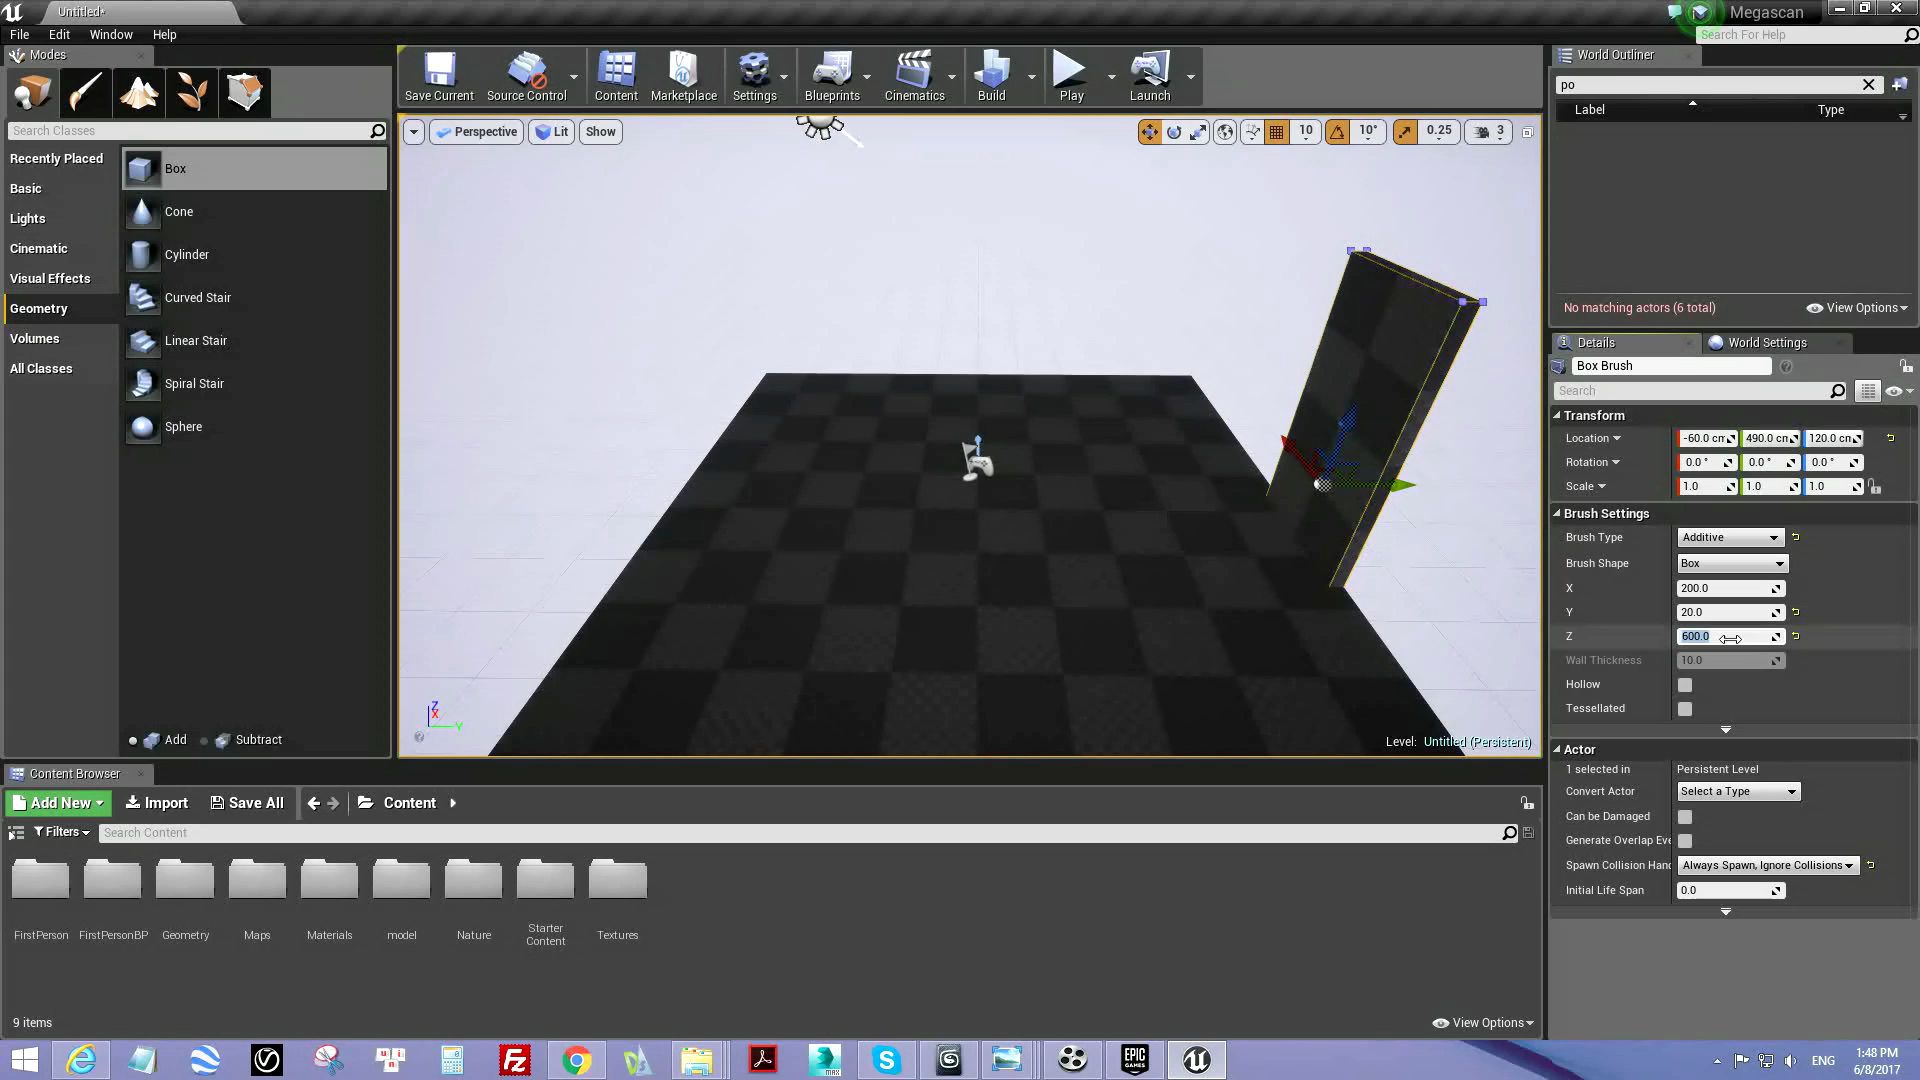 Untitled*
Megascan
File Edit Window Help
Search For Help
Modes
Save Current
Source Control
Content
Marketplace
Settings
Blueprints
Cinematics
Build
Play
Launch
World Outliner
po
Label
Type
Search Classes
Recently Placed
Basic
Lights
Cinematic
Visual Effects
Geometry
Volumes
All Classes
Box
Cone
Cylinder
Curved Stair
Linear Stair
Spiral Stair
Sphere
Add
Subtract
Perspective
Lit
Show
10
10°
0.25
3
Z
X
Y
Level: Untitled (Persistent)
No matching actors (6 total)
View Options
Details
World Settings
Box Brush
Search
Transform
Location
-60.0 cm
490.0 cm
120.0 cm
Rotation
0.0 °
0.0 °
0.0 °
Scale
1.0
1.0
1.0
Brush Settings
Brush Type
Additive
Brush Shape
Box
X
200.0
Y
20.0
Z
600.0
Wall Thickness
10.0
Hollow
Tessellated
Actor
1 selected in
Persistent Level
Convert Actor
Select a Type
Can be Damaged
Generate Overlap Eve
Spawn Collision Hand
Always Spawn, Ignore Collisions
Initial Life Span
0.0
Content Browser
Add New
Import
Save All
Content
Filters
Search Content
FirstPerson
FirstPersonBP
Geometry
Maps
Materials
model
Nature
Starter
Content
Textures
9 items
View Options
EPIC
GAMES
MAX
ENG
1:48 PM
6/8/2017